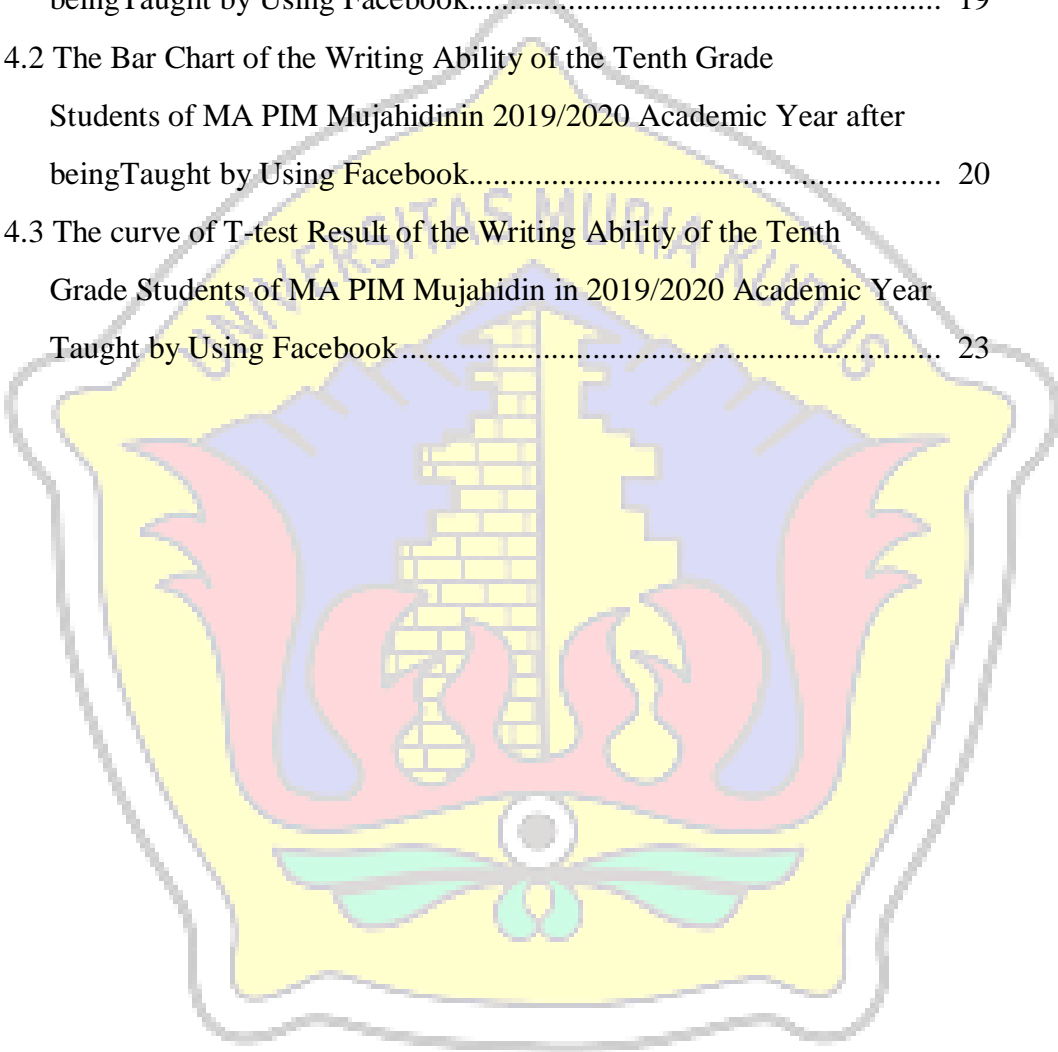 beingTaught by Using Facebook..................................................... 19
4.2 The Bar Chart of the Writing Ability of the Tenth Grade
Students of MA PIM Mujahidinin 2019/2020 Academic Year after
beingTaught by Using Facebook..................................................... 20
4.3 The curve of T-test Result of the Writing Ability of the Tenth
Grade Students of MA PIM Mujahidin in 2019/2020 Academic Year
Taught by Using Facebook............................................................. 23
UNIVERSITAS MURIA KUDUS